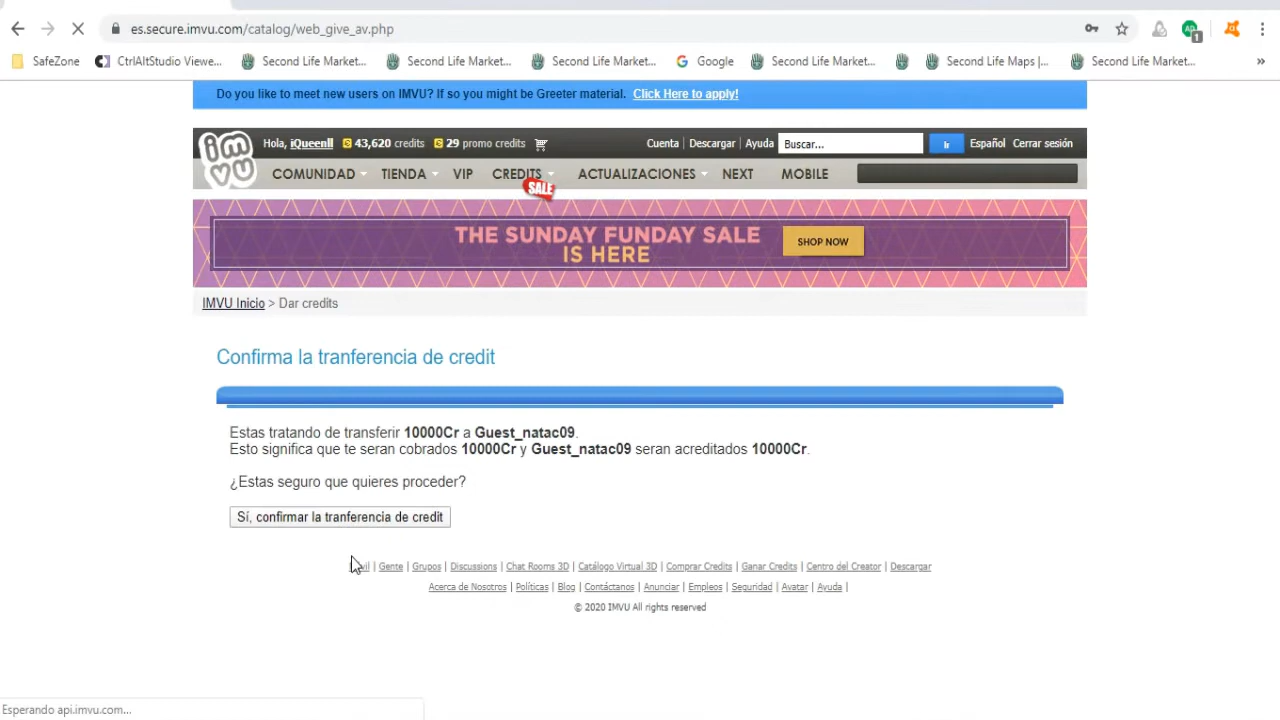 es.secure.imvu.com/catalog/web_give_av.php
SafeZone CtrlAltStudio Viewe... Second Life Market... Second Life Market... Second Life Market... Google Second Life Market... Second Life Maps |... Second Life Market... »
Do you like to meet new users on IMVU? If so you might be Greeter material. Click Here to apply!
imvu
Hola, iQueenll 43,620 credits 29 promo credits Cuenta | Descargar | Ayuda Buscar... Ir Español Cerrar sesión
COMUNIDAD TIENDA VIP CREDITS ACTUALIZACIONES NEXT MOBILE
SALE
THE SUNDAY FUNDAY SALE
IS HERE
SHOP NOW
IMVU Inicio > Dar credits
Confirma la tranferencia de credit
Estas tratando de transferir 10000Cr a Guest_natac09.
Esto significa que te seran cobrados 10000Cr y Guest_natac09 seran acreditados 10000Cr.
¿Estas seguro que quieres proceder?
Sí, confirmar la tranferencia de credit
| Gente | Grupos | Discussions | Chat Rooms 3D | Catálogo Virtual 3D | Comprar Credits | Ganar Credits | Centro del Creator | Descargar
Acerca de Nosotros | Políticas | Blog | Contáctanos | Anunciar | Empleos | Seguridad | Avatar | Ayuda |
© 2020 IMVU All rights reserved
Esperando api.imvu.com...